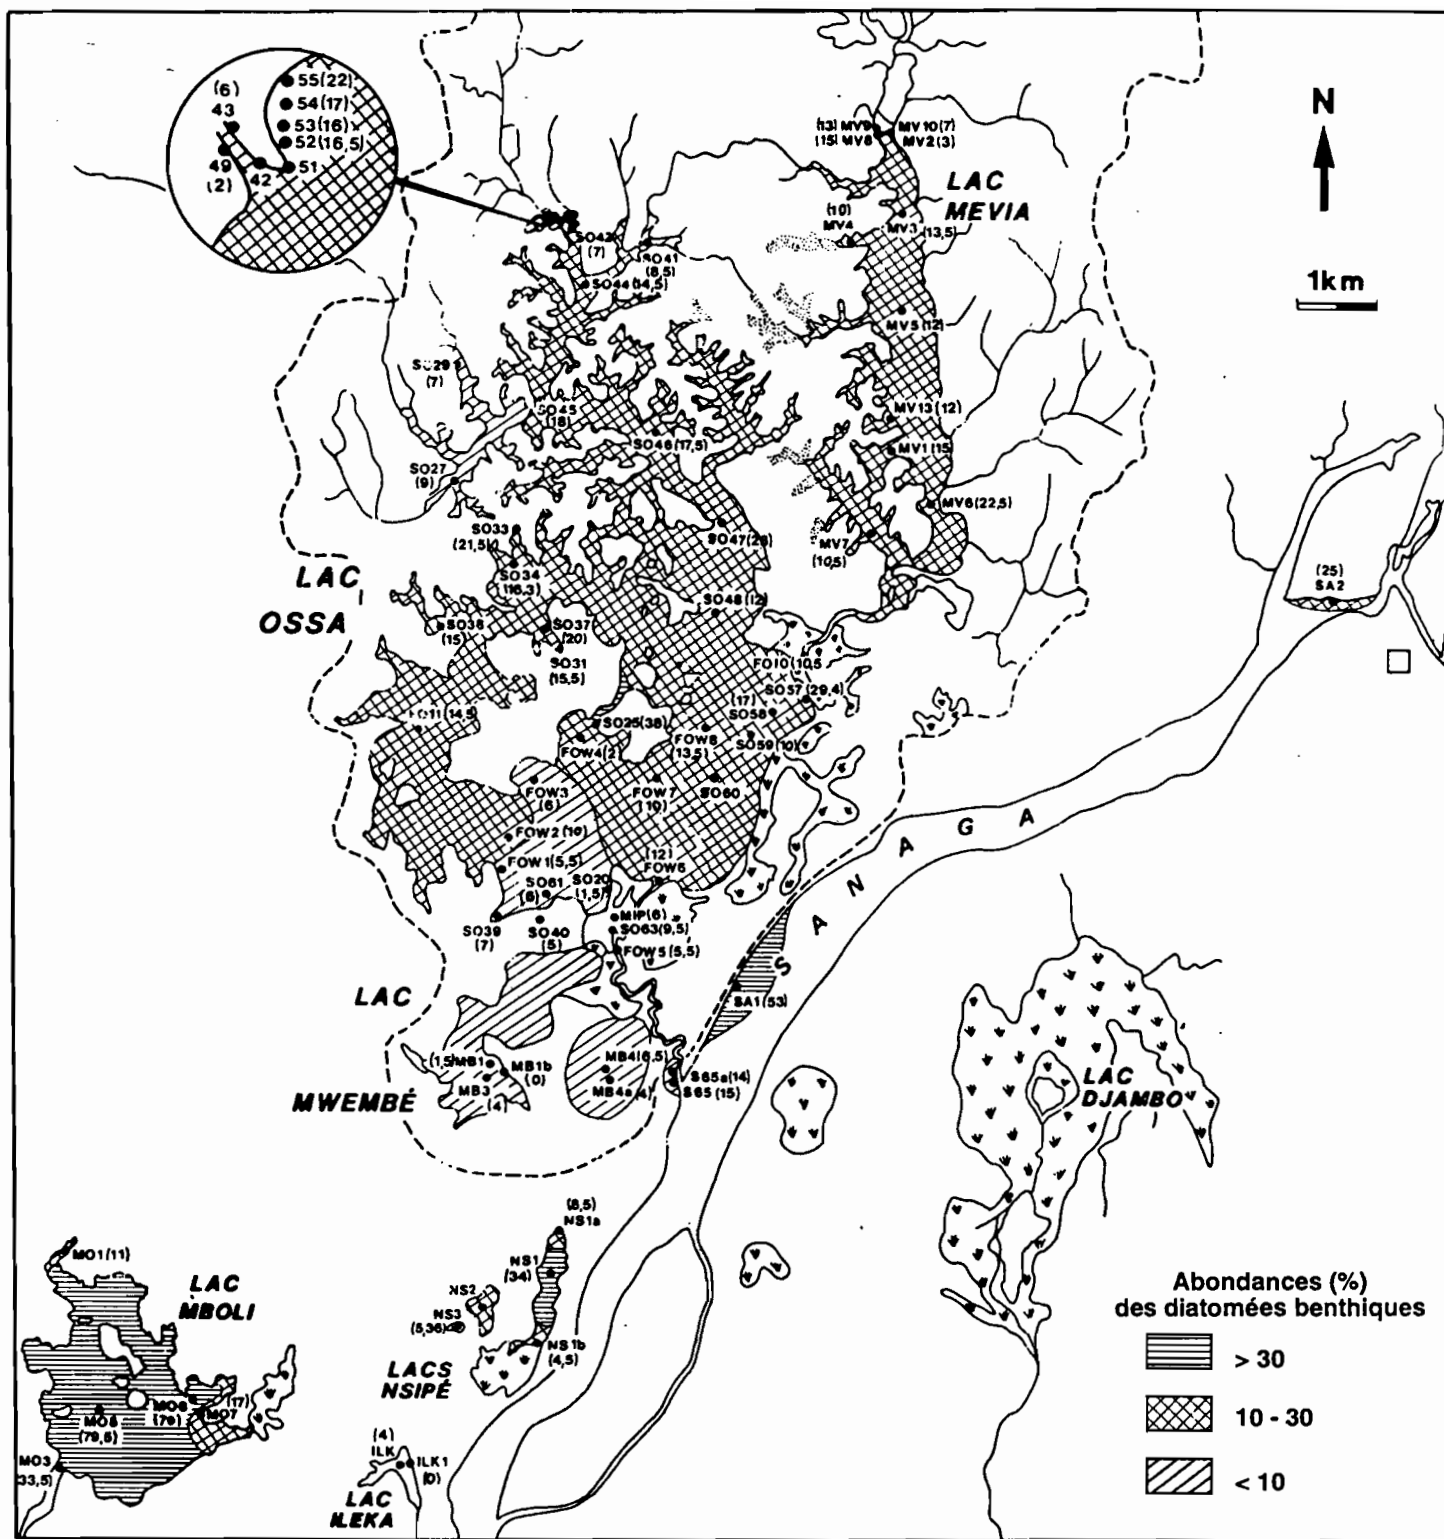 (6)
43
49
(2)
42
55(22)
54(17)
53(16)
52(16,5)
51
(13) MV9
(15) MV8
MV10(7)
MV2(3)
LAC
MEVIA
N
1km
(10)
MV4
MV3(13,5)
MV5(12)
MV13(12)
MV1(15
MV6(22,5)
MV7
(10,5)
SO42
(7)
SO41
(8,5)
SO44(14,5)
SO29
(7)
SO45
(18)
SO46(17,5)
SO27
(9)
SO33
(21,5)
SO34
(16,3)
SO47(28)
SO48(12)
LAC
OSSA
(15)
SO37
(20)
SO31
(15,5)
FO10(10,5
SO57(29,4)
(17)
SO58
SO59(10)
FO11(14,5)
SO25(38)
FOW4(2)
FOW8
(13,5)
FOW3
(6)
FOW7
(10)
SO60
FOW2(10)
FOW1(5,5)
SO61
(6)
SO20
(1,5)
(12)
FOW6
SO39
(7)
SO40
(5)
MIP(6)
SO63(9,5)
FOW5(5,5)
(25)
SA2
SANAGA
SA1(53)
LAC
MWEMBÉ
(1,5)MB1
MB1b
(0)
MB3
(4)
MB4(6,5)
MB4a(4)
S65a(14)
S65(15)
LAC
DJAMBO
(8,5)
NS1a
NS1
(34)
NS2
NS3
(5,36)
NS1b
(4,5)
LACS
NSIPÉ
MO1(11)
LAC
MBOLI
MO5
(79,5)
MO6
(79)
(17)
MO7
MO3
(33,5)
(4)
ILK
ILK1
(0)
LAC
ILEKA
Abondances (%)
des diatomées benthiques
> 30
10 - 30
< 10